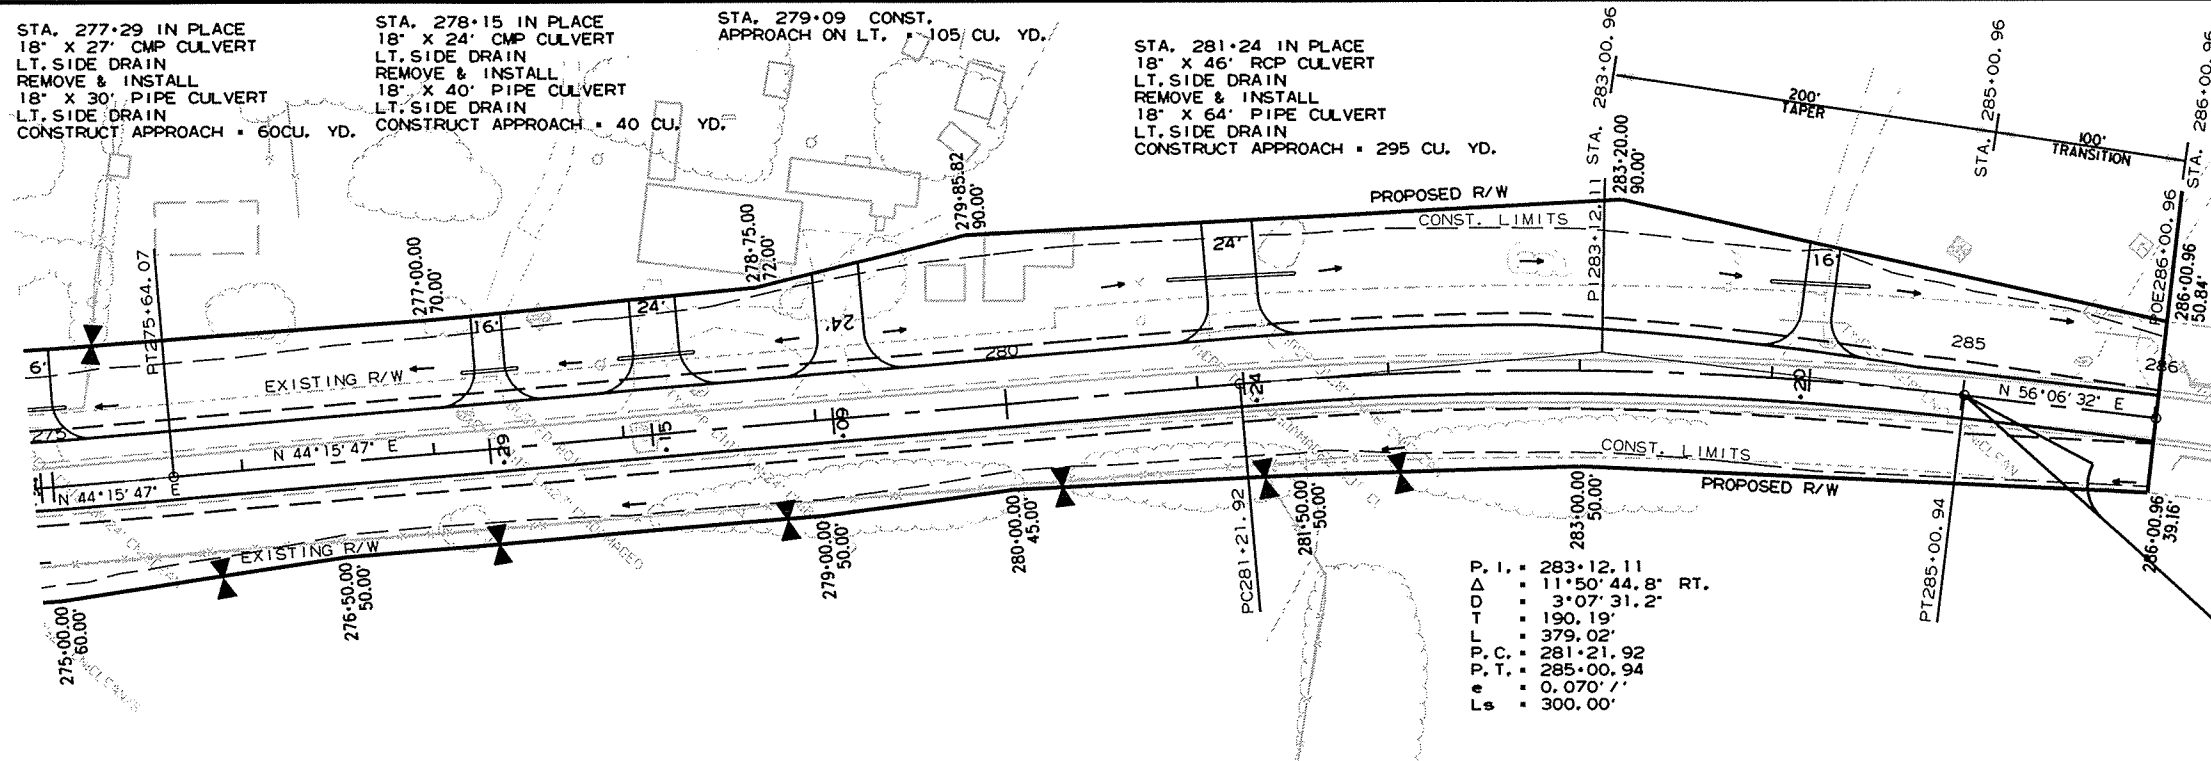 STA. 277+29 IN PLACE
18" X 27' CMP CULVERT
LT. SIDE DRAIN
REMOVE & INSTALL
18" X 30' PIPE CULVERT
LT. SIDE DRAIN
CONSTRUCT APPROACH = 60CU. YD.
STA. 278+15 IN PLACE
18" X 24' CMP CULVERT
LT. SIDE DRAIN
REMOVE & INSTALL
18" X 40' PIPE CULVERT
LT. SIDE DRAIN
CONSTRUCT APPROACH = 40 CU. YD.
STA. 279+09 CONST.
APPROACH ON LT. = 105 CU. YD.
STA. 281+24 IN PLACE
18" X 46' RCP CULVERT
LT. SIDE DRAIN
REMOVE & INSTALL
18" X 64' PIPE CULVERT
LT. SIDE DRAIN
CONSTRUCT APPROACH = 295 CU. YD.
STA. 283+00.96
200'
TAPER
STA. 285+00.96
100'
TRANSITION
STA. 286+00.96
PT275+64.07
277+00.00
70.00'
278+75.00
72.00'
279+85.82
90.00'
PROPOSED R/W
CONST. LIMITS
PI283+12.11
283+20.00
90.00'
POE286+00.96
286+00.96
50.84'
6'
16'
24'
24'
24'
16'
EXISTING R/W
275
280
285
286
+29
+15
+09
+24
+20
N 44°15'47" E
N 44°15'47" E
N 56°06'32" E
CONST. LIMITS
PROPOSED R/W
EXISTING R/W
275+00.00
60.00'
276+50.00
50.00'
279+00.00
50.00'
280+00.00
45.00'
PC281+21.92
281+50.00
50.00'
283+00.00
50.00'
PT285+00.94
286+00.96
39.16'
P.I. = 283+12.11
Δ = 11°50'44.8" RT.
D = 3°07'31.2"
T = 190.19'
L = 379.02'
P.C. = 281+21.92
P.T. = 285+00.94
e = 0.070'/'
Ls = 300.00'